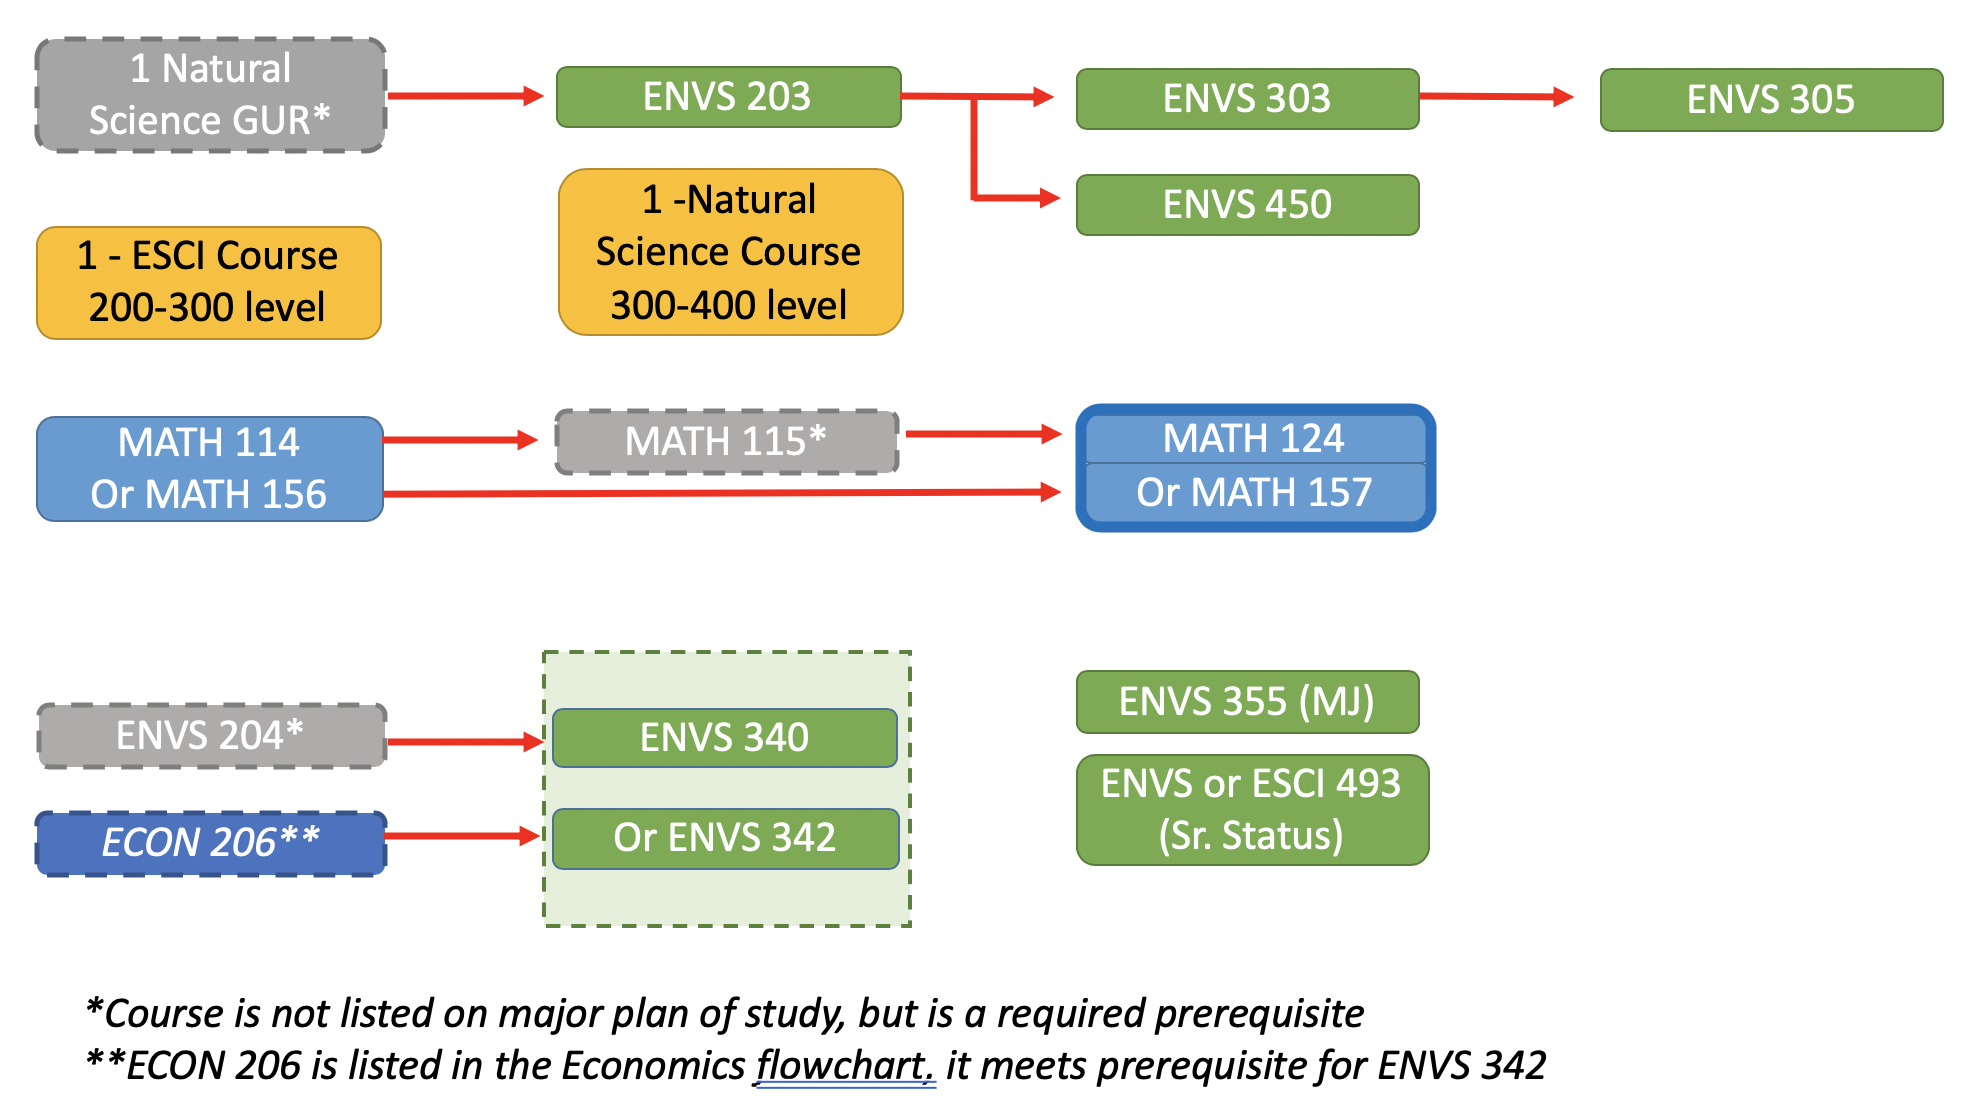 1 Natural
Science GUR*
ENVS 203
ENVS 303
ENVS 305
ENVS 450
1 - ESCI Course
200-300 level
1 -Natural
Science Course
300-400 level
MATH 114
Or MATH 156
MATH 115*
MATH 124
Or MATH 157
ENVS 204*
ECON 206**
ENVS 340
Or ENVS 342
ENVS 355 (MJ)
ENVS or ESCI 493
(Sr. Status)
*Course is not listed on major plan of study, but is a required prerequisite
**ECON 206 is listed in the Economics flowchart, it meets prerequisite for ENVS 342